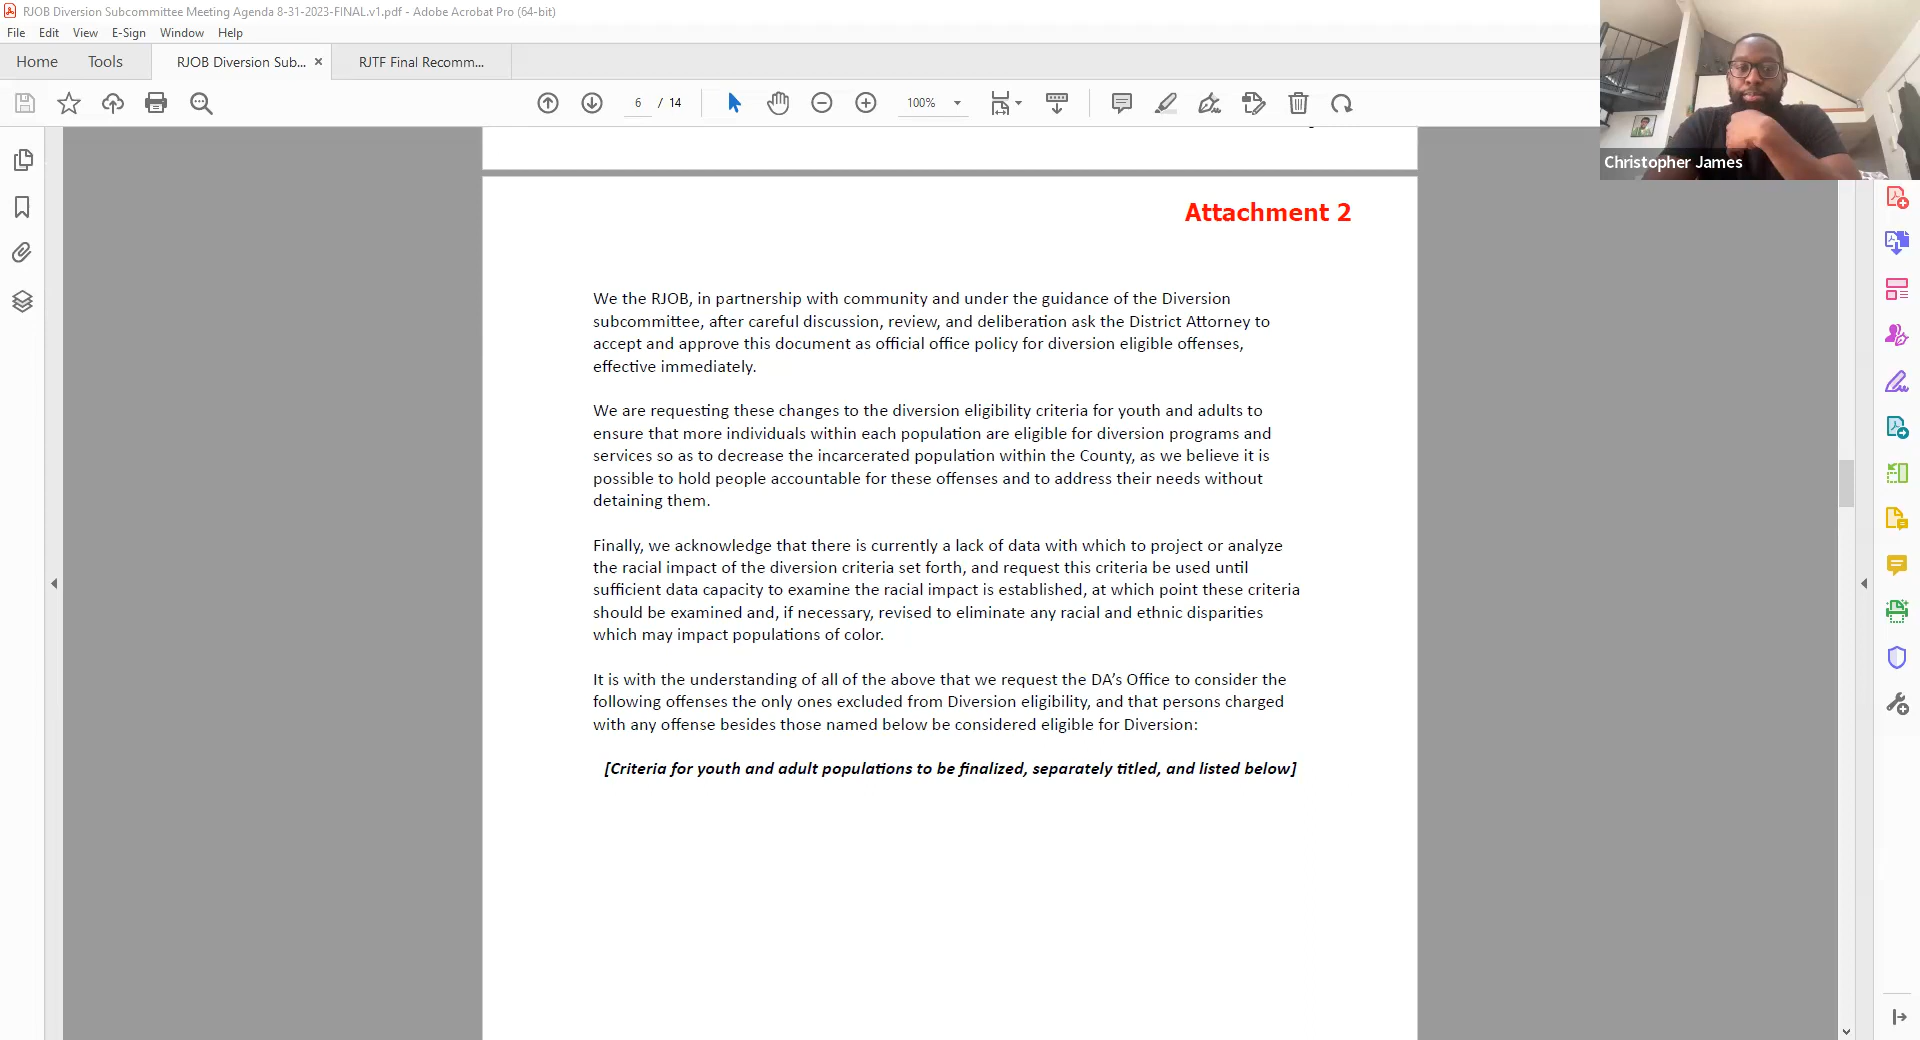 RJOB Diversion Subcommittee Meeting Agenda 8-31-2023-FINAL.v1.pdf - Adobe Acrobat Pro (64-bit)
File Edit View E-Sign Window Help
Home Tools RJOB Diversion Sub... × RJTF Final Recomm...
6 / 14 100%
Christopher James
Attachment 2
We the RJOB, in partnership with community and under the guidance of the Diversion
subcommittee, after careful discussion, review, and deliberation ask the District Attorney to
accept and approve this document as official office policy for diversion eligible offenses,
effective immediately.
We are requesting these changes to the diversion eligibility criteria for youth and adults to
ensure that more individuals within each population are eligible for diversion programs and
services so as to decrease the incarcerated population within the County, as we believe it is
possible to hold people accountable for these offenses and to address their needs without
detaining them.
Finally, we acknowledge that there is currently a lack of data with which to project or analyze
the racial impact of the diversion criteria set forth, and request this criteria be used until
sufficient data capacity to examine the racial impact is established, at which point these criteria
should be examined and, if necessary, revised to eliminate any racial and ethnic disparities
which may impact populations of color.
It is with the understanding of all of the above that we request the DA’s Office to consider the
following offenses the only ones excluded from Diversion eligibility, and that persons charged
with any offense besides those named below be considered eligible for Diversion:
[Criteria for youth and adult populations to be finalized, separately titled, and listed below]